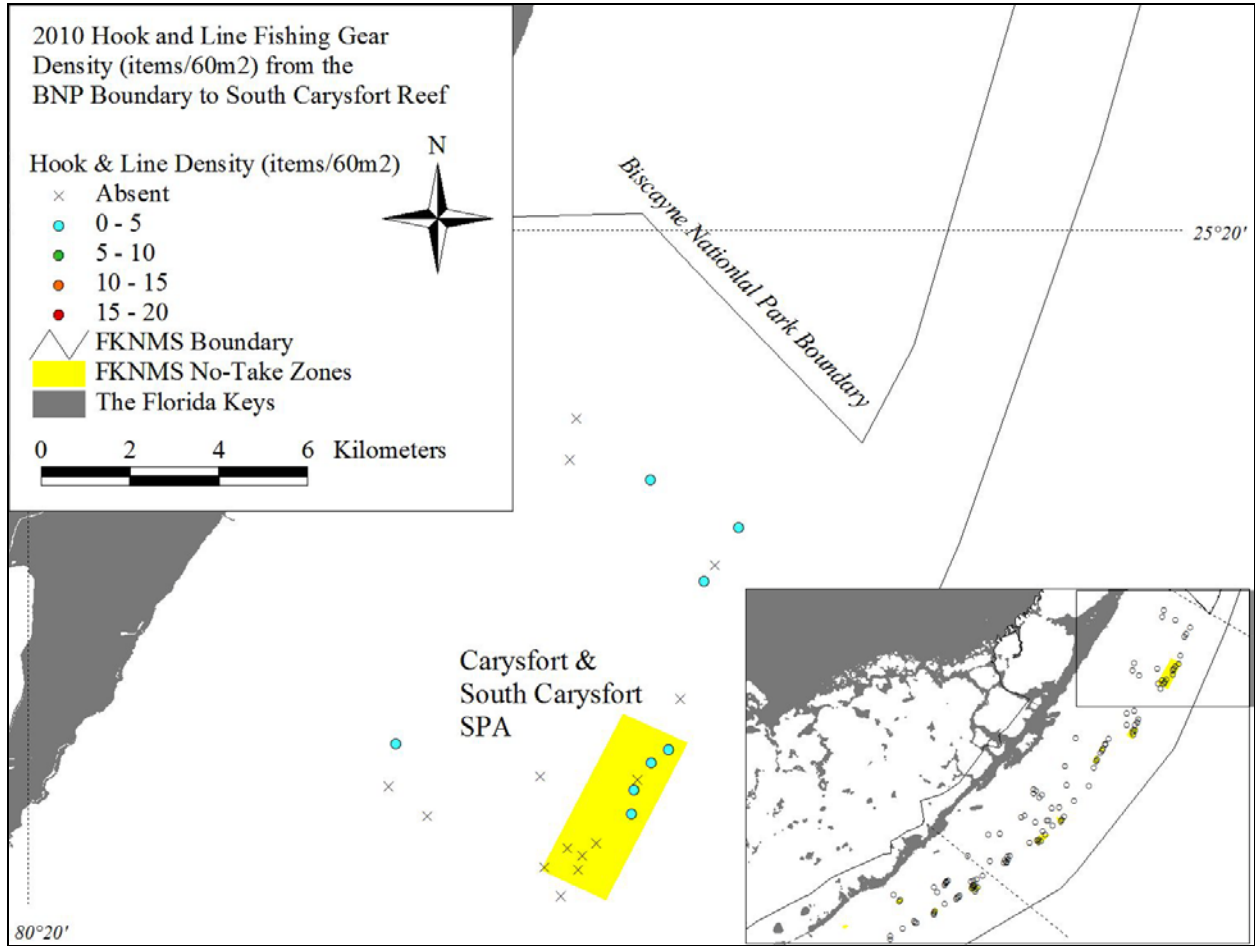 2010 Hook and Line Fishing Gear
Density (items/60m2) from the
BNP Boundary to South Carysfort Reef
Hook & Line Density (items/60m2)
Absent
0 - 5
5 - 10
10 - 15
15 - 20
FKNMS Boundary
FKNMS No-Take Zones
The Florida Keys
N
0 2 4 6 Kilometers
Biscayne Nationlal Park Boundary
25°20'
Carysfort &
South Carysfort
SPA
80°20'